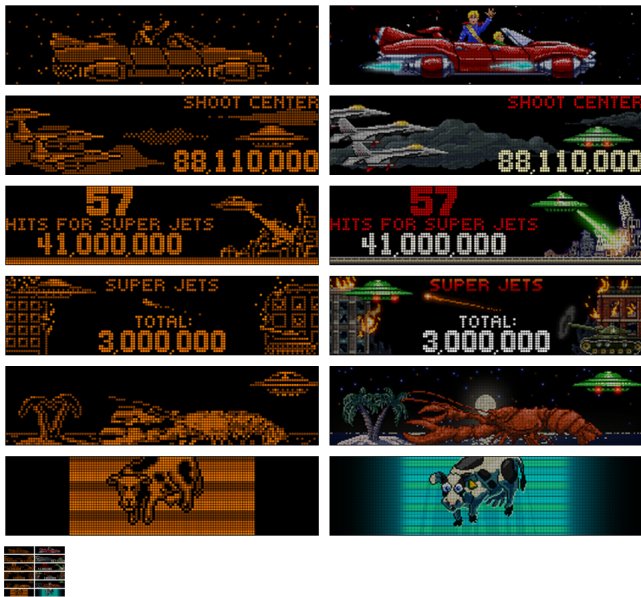 SHOOT CENTER
88,110,000
SHOOT CENTER
88,110,000
57
HITS FOR SUPER JETS
41,000,000
57
HITS FOR SUPER JETS
41,000,000
SUPER JETS
TOTAL:
3,000,000
SUPER JETS
TOTAL:
3,000,000